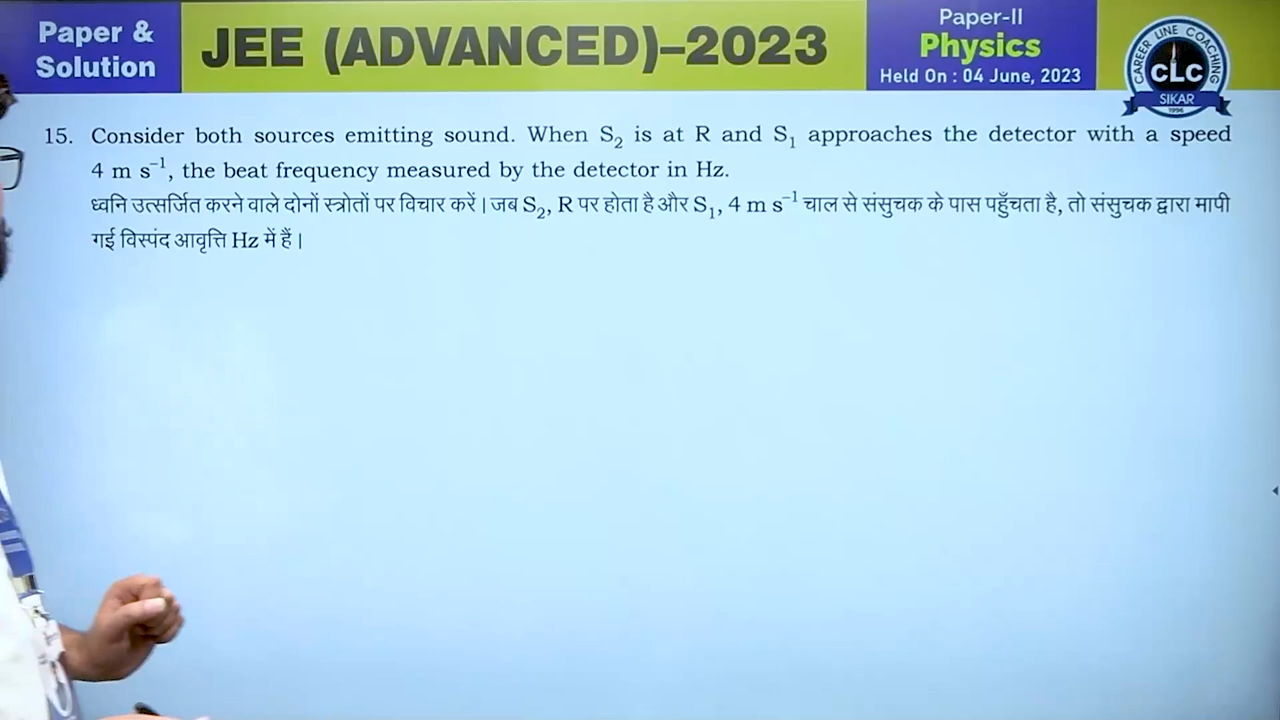 Paper &
Solution
JEE (ADVANCED)–2023
Paper-II
Physics
Held On : 04 June, 2023
CAREER LINE COACHING
CLC
SIKAR
1996
15. Consider both sources emitting sound. When S₂ is at R and S₁ approaches the detector with a speed
4 m s⁻¹, the beat frequency measured by the detector in Hz.
ध्वनि उत्सर्जित करने वाले दोनों स्त्रोतों पर विचार करें। जब S₂, R पर होता है और S₁, 4 m s⁻¹ चाल से संसुचक के पास पहुँचता है, तो संसुचक द्वारा मापी
गई विस्पंद आवृत्ति Hz में हैं।